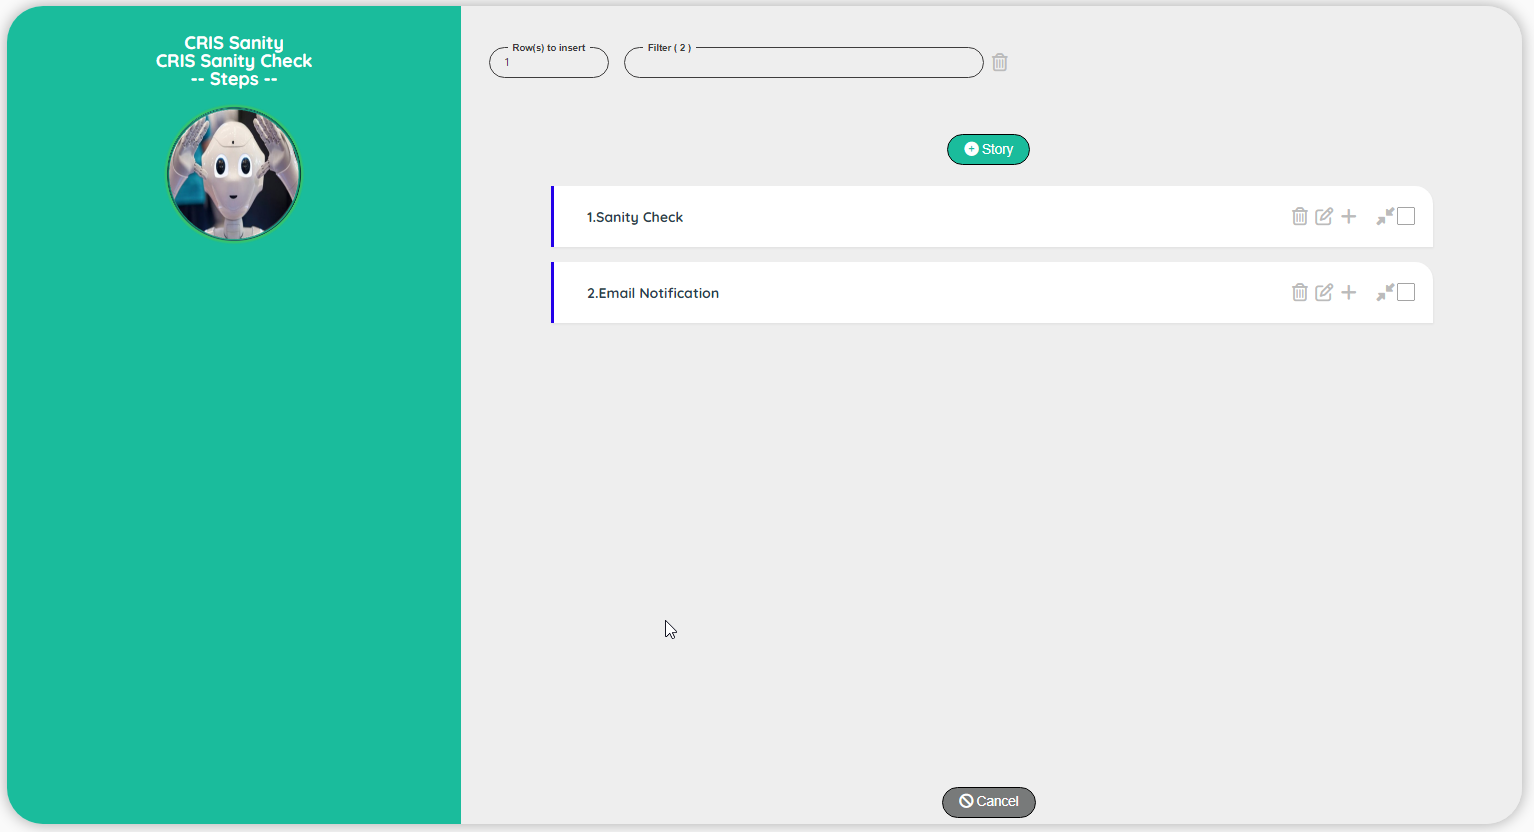 CRIS Sanity
CRIS Sanity Check
-- Steps --
Row(s) to insert
1
Filter ( 2 )
Story
1.Sanity Check
2.Email Notification
Cancel